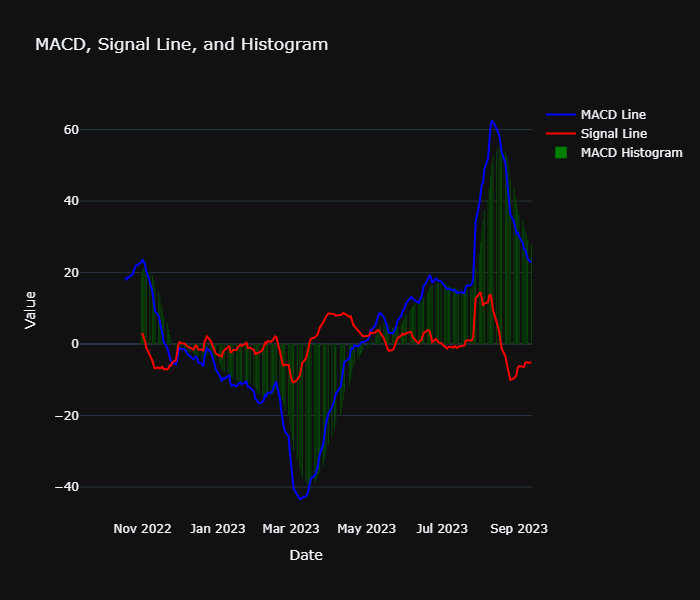 MACD, Signal Line, and Histogram
MACD Line
Signal Line
MACD Histogram
60
40
20
0
−20
−40
Value
Nov 2022
Jan 2023
Mar 2023
May 2023
Jul 2023
Sep 2023
Date